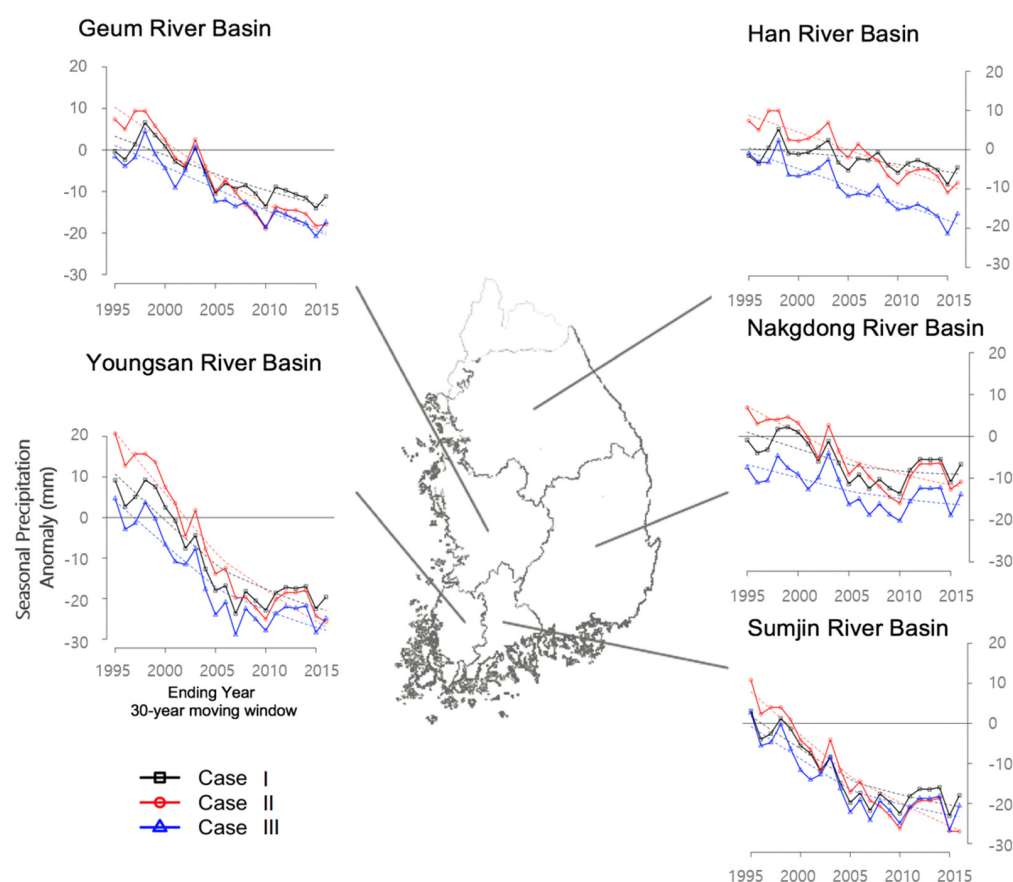 Geum River Basin
20
10
0
-10
-20
-30
1995 2000 2005 2010 2015
Han River Basin
20
10
0
-10
-20
-30
1995 2000 2005 2010 2015
Youngsan River Basin
Seasonal Precipitation
Anomaly (mm)
20
10
0
-10
-20
-30
1995 2000 2005 2010 2015
Ending Year
30-year moving window
Nakgdong River Basin
20
10
0
-10
-20
-30
1995 2000 2005 2010 2015
Sumjin River Basin
20
10
0
-10
-20
-30
1995 2000 2005 2010 2015
Case I
Case II
Case III